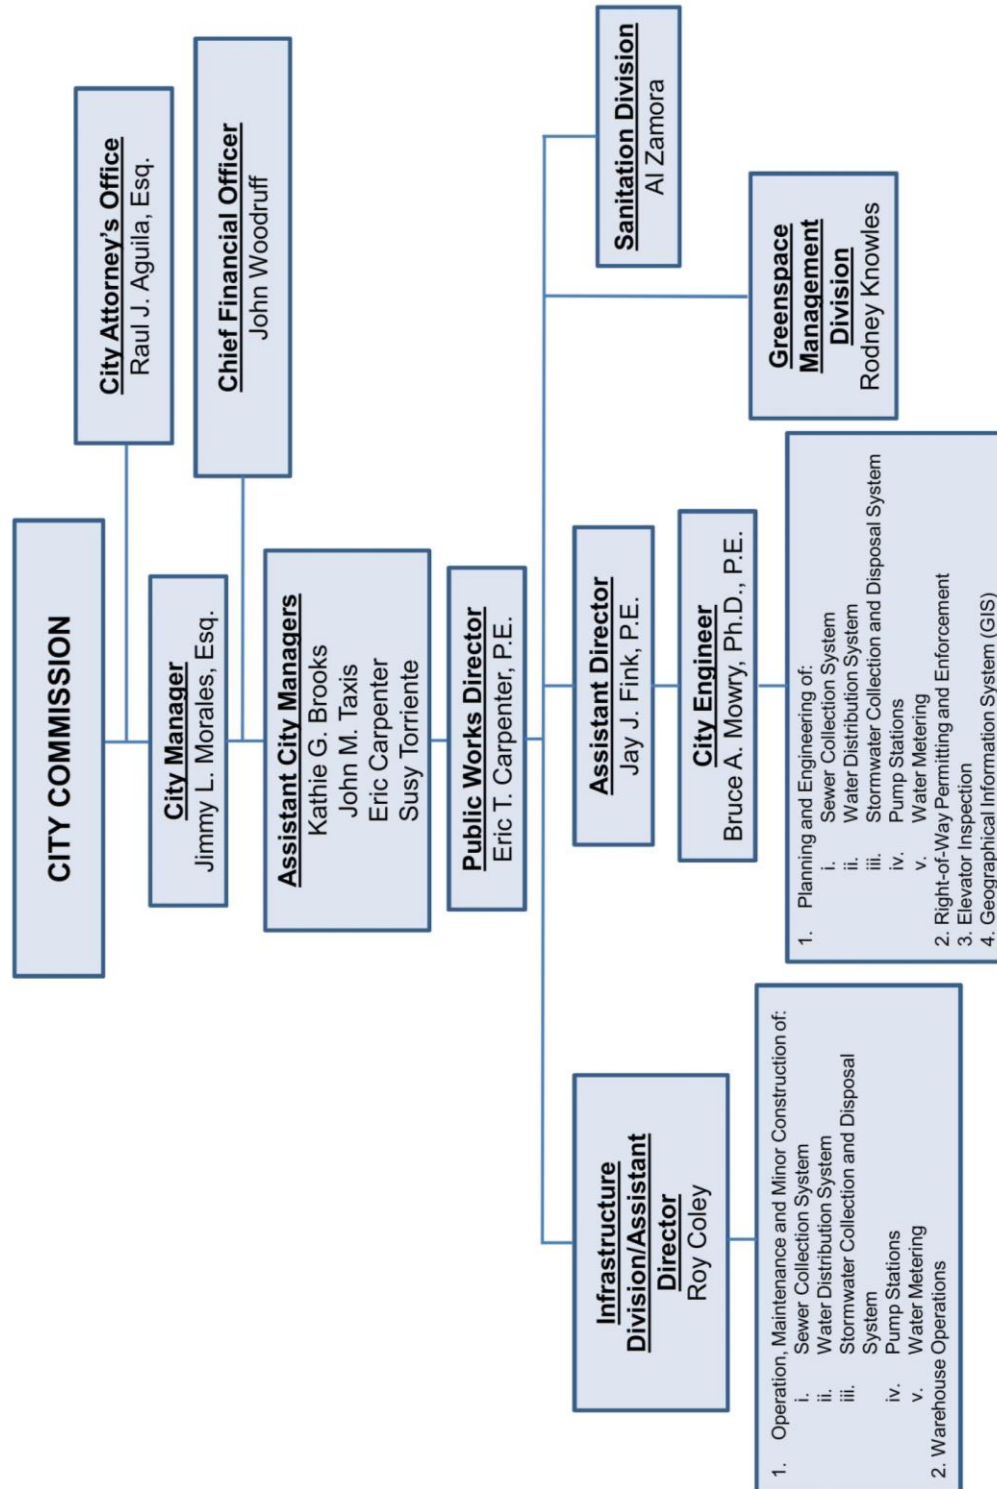 CITY COMMISSION
City Attorney’s Office
Raul J. Aguila, Esq.
City Manager
Jimmy L. Morales, Esq.
Chief Financial Officer
John Woodruff
Assistant City Managers
Kathie G. Brooks
John M. Taxis
Eric Carpenter
Susy Torriente
Public Works Director
Eric T. Carpenter, P.E.
Infrastructure
Division/Assistant
Director
Roy Coley
Assistant Director
Jay J. Fink, P.E.
Sanitation Division
Al Zamora
City Engineer
Bruce A. Mowry, Ph.D., P.E.
Greenspace
Management
Division
Rodney Knowles
1. Operation, Maintenance and Minor Construction of:
i. Sewer Collection System
ii. Water Distribution System
iii. Stormwater Collection and Disposal
System
iv. Pump Stations
v. Water Metering
2. Warehouse Operations
1. Planning and Engineering of:
i. Sewer Collection System
ii. Water Distribution System
iii. Stormwater Collection and Disposal System
iv. Pump Stations
v. Water Metering
2. Right-of-Way Permitting and Enforcement
3. Elevator Inspection
4. Geographical Information System (GIS)